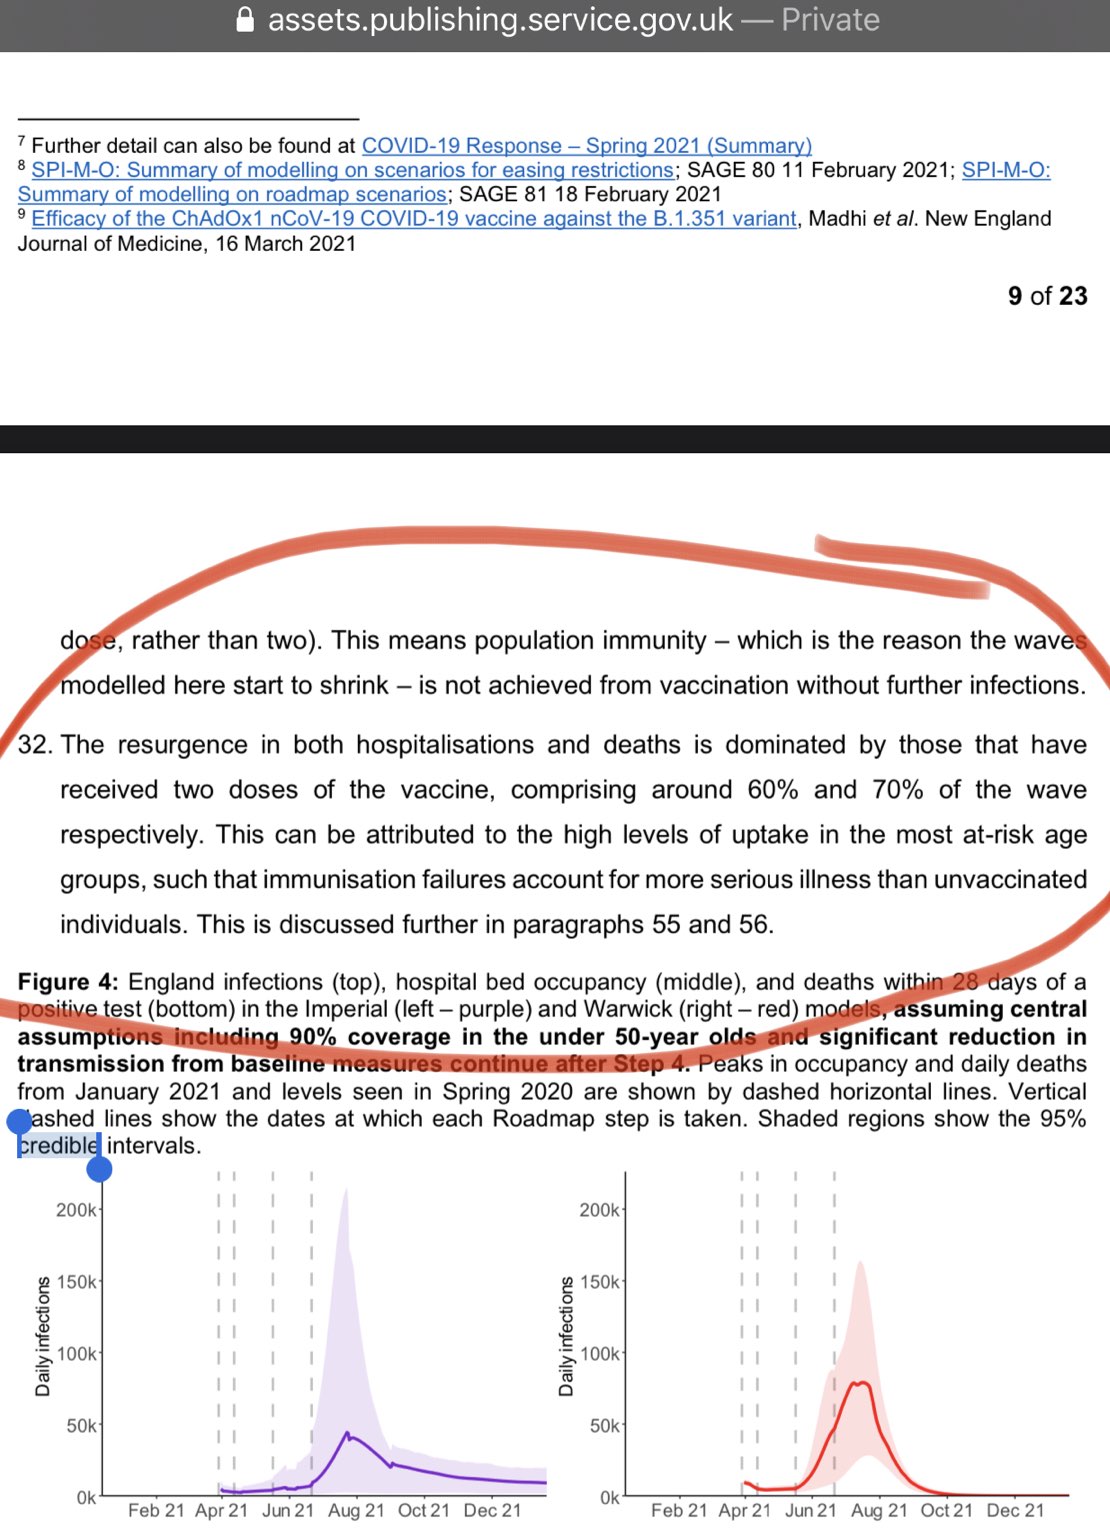 assets.publishing.service.gov.uk — Private
7 Further detail can also be found at COVID-19 Response – Spring 2021 (Summary)
8 SPI-M-O: Summary of modelling on scenarios for easing restrictions; SAGE 80 11 February 2021; SPI-M-O:
Summary of modelling on roadmap scenarios; SAGE 81 18 February 2021
9 Efficacy of the ChAdOx1 nCoV-19 COVID-19 vaccine against the B.1.351 variant, Madhi et al. New England
Journal of Medicine, 16 March 2021
9 of 23
dose, rather than two). This means population immunity – which is the reason the waves
modelled here start to shrink – is not achieved from vaccination without further infections.
32. The resurgence in both hospitalisations and deaths is dominated by those that have
received two doses of the vaccine, comprising around 60% and 70% of the wave
respectively. This can be attributed to the high levels of uptake in the most at-risk age
groups, such that immunisation failures account for more serious illness than unvaccinated
individuals. This is discussed further in paragraphs 55 and 56.
Figure 4: England infections (top), hospital bed occupancy (middle), and deaths within 28 days of a
positive test (bottom) in the Imperial (left – purple) and Warwick (right – red) models, assuming central
assumptions including 90% coverage in the under 50-year olds and significant reduction in
transmission from baseline measures continue after Step 4. Peaks in occupancy and daily deaths
from January 2021 and levels seen in Spring 2020 are shown by dashed horizontal lines. Vertical
dashed lines show the dates at which each Roadmap step is taken. Shaded regions show the 95%
credible intervals.
Daily infections
200k
150k
100k
50k
0k
Feb 21 Apr 21 Jun 21 Aug 21 Oct 21 Dec 21
Daily infections
200k
150k
100k
50k
0k
Feb 21 Apr 21 Jun 21 Aug 21 Oct 21 Dec 21